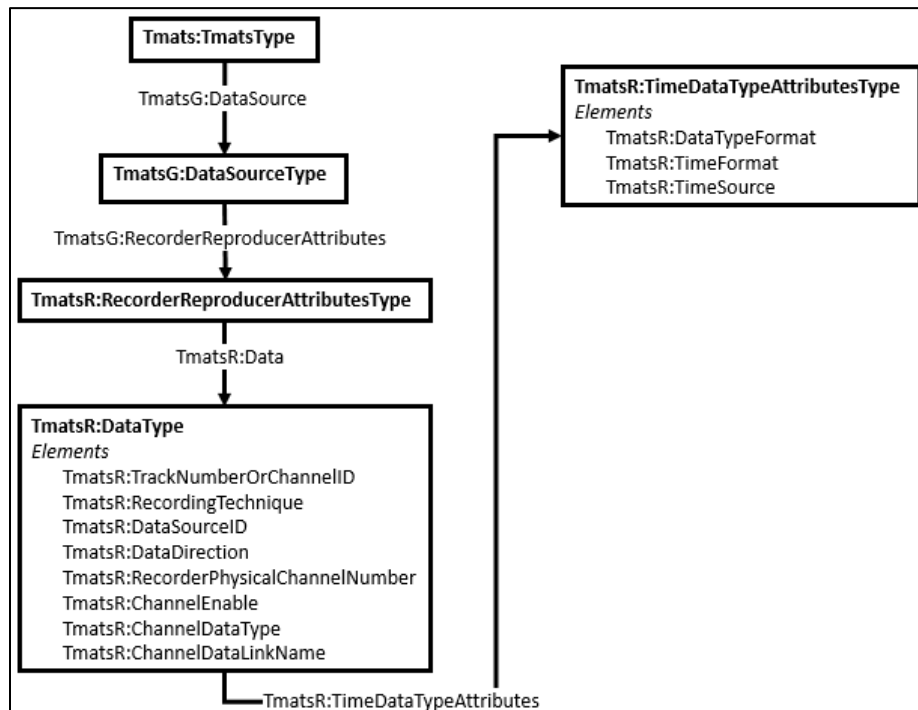 Tmats:TmatsType
TmatsG:DataSource
TmatsG:DataSourceType
TmatsG:RecorderReproducerAttributes
TmatsR:RecorderReproducerAttributesType
TmatsR:Data
TmatsR:DataType
Elements
TmatsR:TrackNumberOrChannelID
TmatsR:RecordingTechnique
TmatsR:DataSourceID
TmatsR:DataDirection
TmatsR:RecorderPhysicalChannelNumber
TmatsR:ChannelEnable
TmatsR:ChannelDataType
TmatsR:ChannelDataLinkName
TmatsR:TimeDataTypeAttributes
TmatsR:TimeDataTypeAttributesType
Elements
TmatsR:DataTypeFormat
TmatsR:TimeFormat
TmatsR:TimeSource